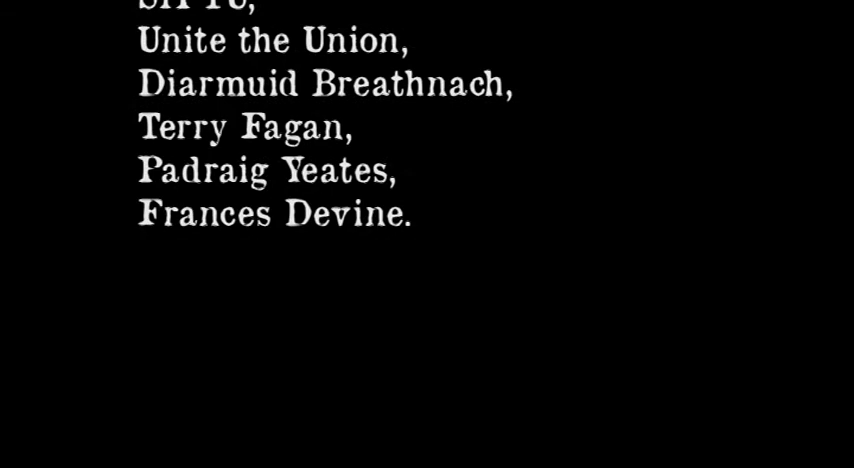 Unite the Union,
Diarmuid Breathnach,
Terry Fagan,
Padraig Yeates,
Frances Devine.